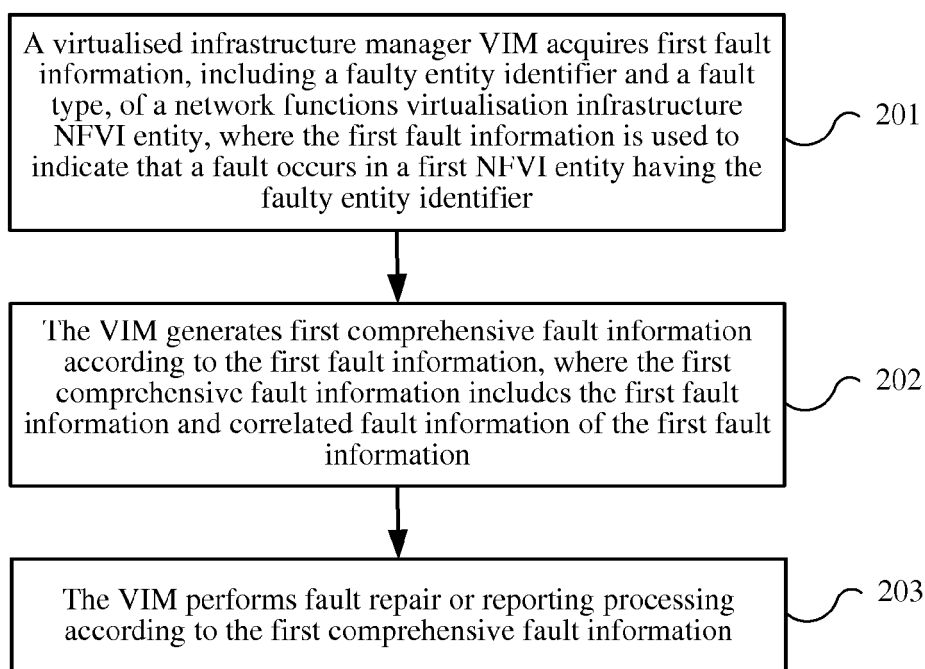 A virtualised infrastructure manager VIM acquires first fault
information, including a faulty entity identifier and a fault
type, of a network functions virtualisation infrastructure
NFVI entity, where the first fault information is used to
indicate that a fault occurs in a first NFVI entity having the
faulty entity identifier
201
The VIM generates first comprehensive fault information
according to the first fault information, where the first
comprehensive fault information includes the first fault
information and correlated fault information of the first fault
information
202
The VIM performs fault repair or reporting processing
according to the first comprehensive fault information
203